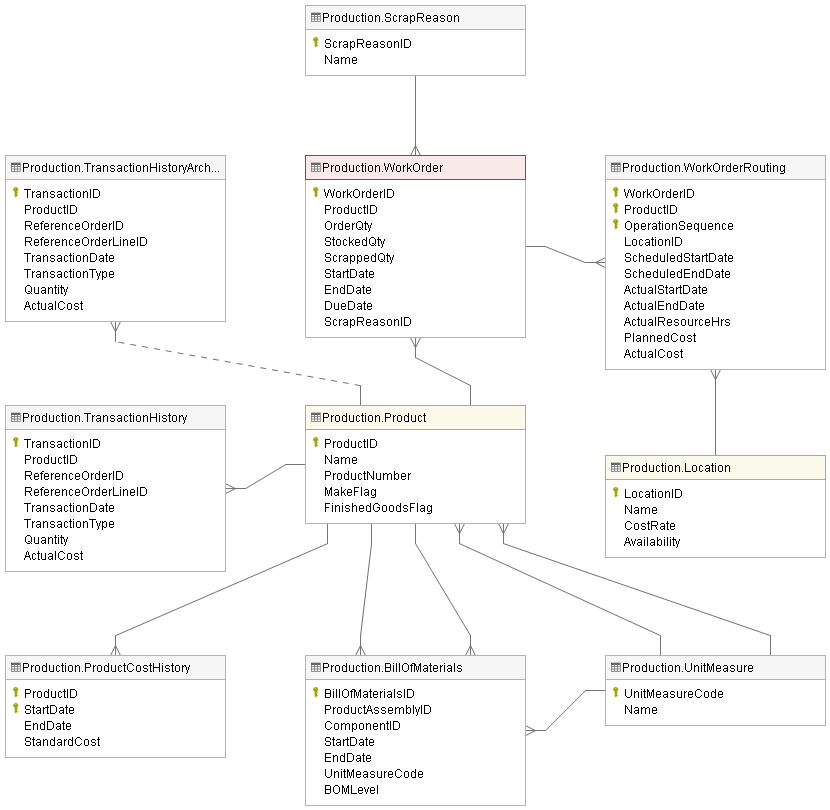 Production.ScrapReason
ScrapReasonID
Name
Production.TransactionHistoryArch...
TransactionID
ProductID
ReferenceOrderID
ReferenceOrderLineID
TransactionDate
TransactionType
Quantity
ActualCost
Production.WorkOrder
WorkOrderID
ProductID
OrderQty
StockedQty
ScrappedQty
StartDate
EndDate
DueDate
ScrapReasonID
Production.WorkOrderRouting
WorkOrderID
ProductID
OperationSequence
LocationID
ScheduledStartDate
ScheduledEndDate
ActualStartDate
ActualEndDate
ActualResourceHrs
PlannedCost
ActualCost
Production.TransactionHistory
TransactionID
ProductID
ReferenceOrderID
ReferenceOrderLineID
TransactionDate
TransactionType
Quantity
ActualCost
Production.Product
ProductID
Name
ProductNumber
MakeFlag
FinishedGoodsFlag
Production.Location
LocationID
Name
CostRate
Availability
Production.ProductCostHistory
ProductID
StartDate
EndDate
StandardCost
Production.BillOfMaterials
BillOfMaterialsID
ProductAssemblyID
ComponentID
StartDate
EndDate
UnitMeasureCode
BOMLevel
Production.UnitMeasure
UnitMeasureCode
Name